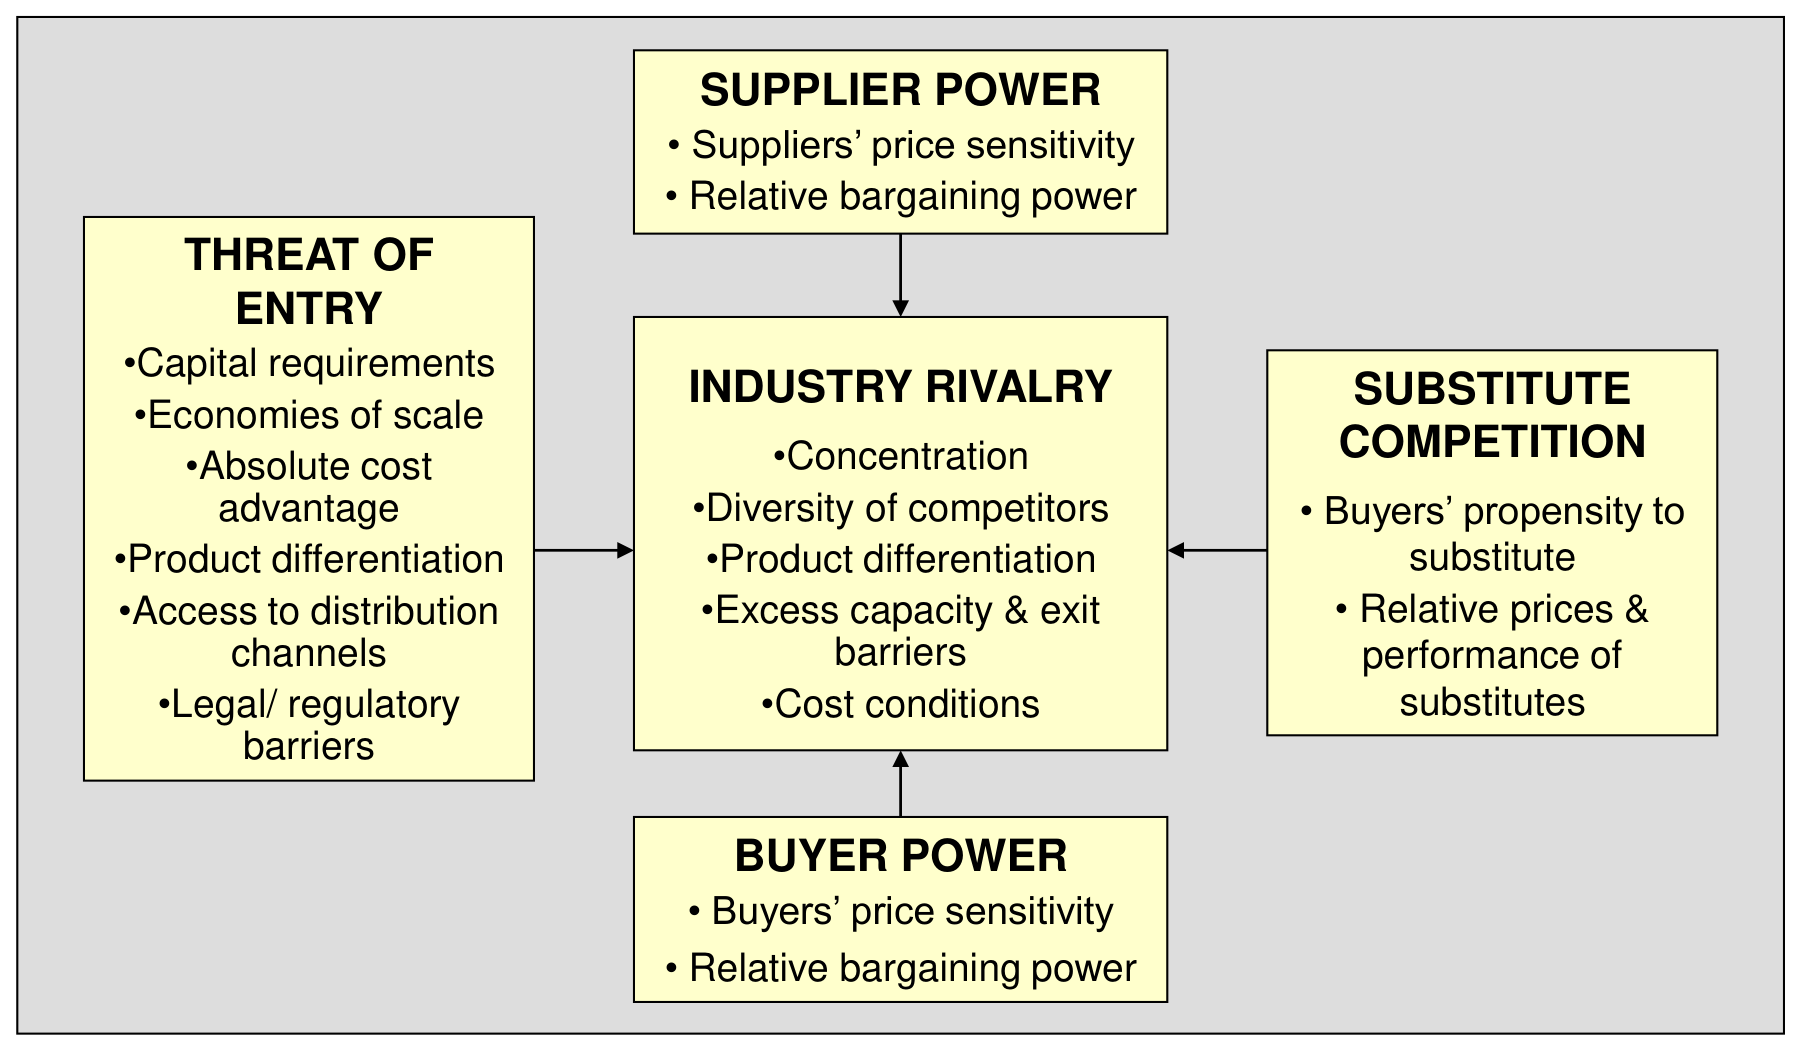 SUPPLIER POWER
• Suppliers’ price sensitivity
• Relative bargaining power
THREAT OF
ENTRY
•Capital requirements
•Economies of scale
•Absolute cost
advantage
•Product differentiation
•Access to distribution
channels
•Legal/ regulatory
barriers
INDUSTRY RIVALRY
•Concentration
•Diversity of competitors
•Product differentiation
•Excess capacity & exit
barriers
•Cost conditions
SUBSTITUTE
COMPETITION
• Buyers’ propensity to
substitute
• Relative prices &
performance of
substitutes
BUYER POWER
• Buyers’ price sensitivity
• Relative bargaining power